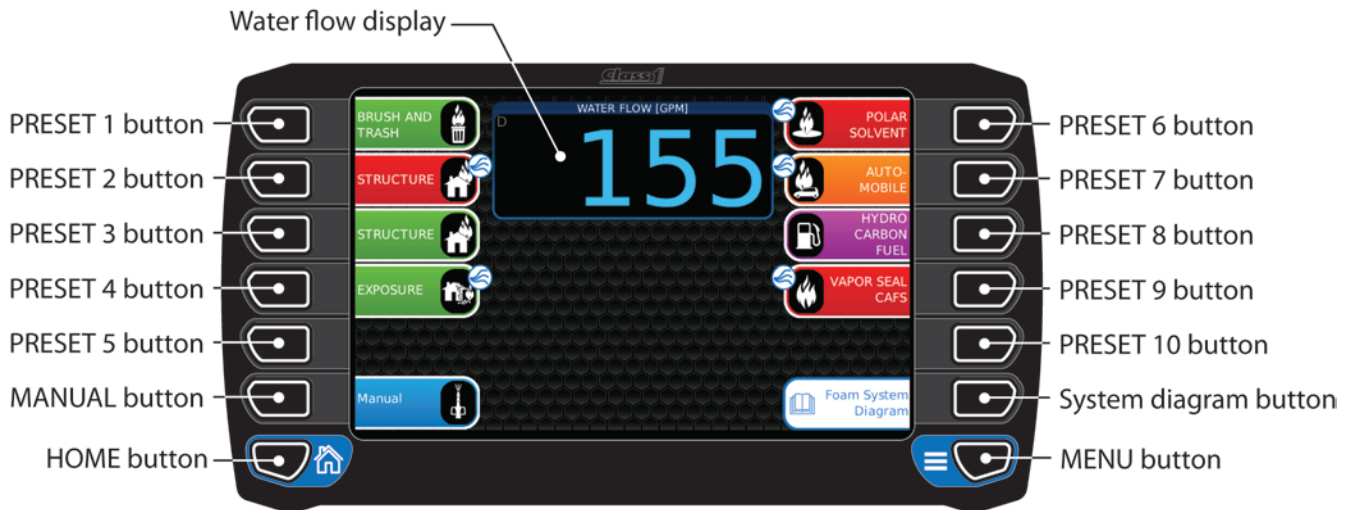 Water flow display
Class1
PRESET 1 button
PRESET 2 button
PRESET 3 button
PRESET 4 button
PRESET 5 button
MANUAL button
HOME button
BRUSH AND
TRASH
STRUCTURE
STRUCTURE
EXPOSURE
Manual
WATER FLOW [GPM]
D
155
POLAR
SOLVENT
AUTO-
MOBILE
HYDRO
CARBON
FUEL
VAPOR SEAL
CAFS
Foam System
Diagram
PRESET 6 button
PRESET 7 button
PRESET 8 button
PRESET 9 button
PRESET 10 button
System diagram button
MENU button